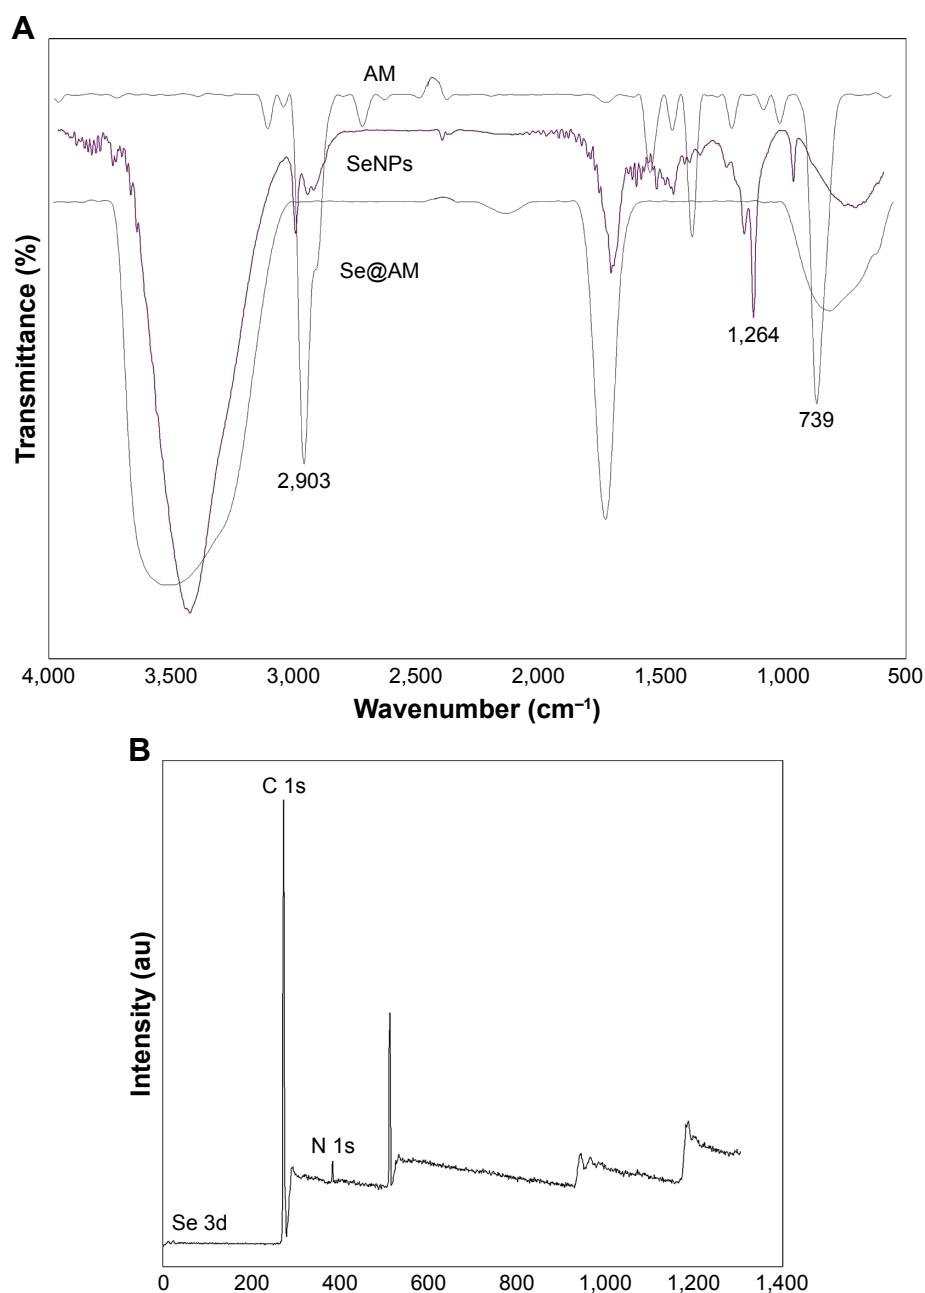 A
AM
SeNPs
Se@AM
1,264
739
2,903
Transmittance (%)
4,000 3,500 3,000 2,500 2,000 1,500 1,000 500
Wavenumber (cm⁻¹)
B
C 1s
N 1s
Se 3d
Intensity (au)
0 200 400 600 800 1,000 1,200 1,400